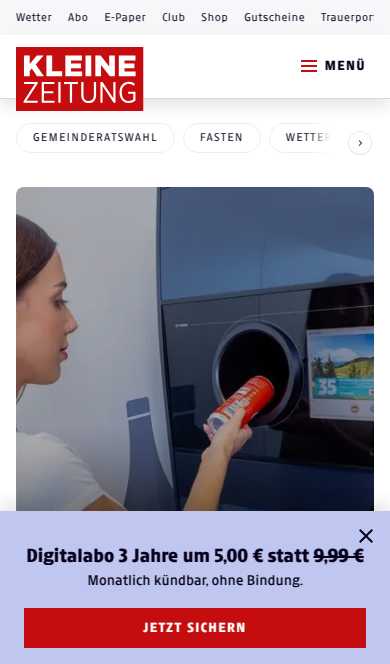 Wetter Abo E-Paper Club Shop Gutscheine Trauerpor
KLEINE
ZEITUNG
MENÜ
GEMEINDERATSWAHL FASTEN WETTE
35
Digitalabo 3 Jahre um 5,00 € statt 9,99 €
Monatlich kündbar, ohne Bindung.
JETZT SICHERN